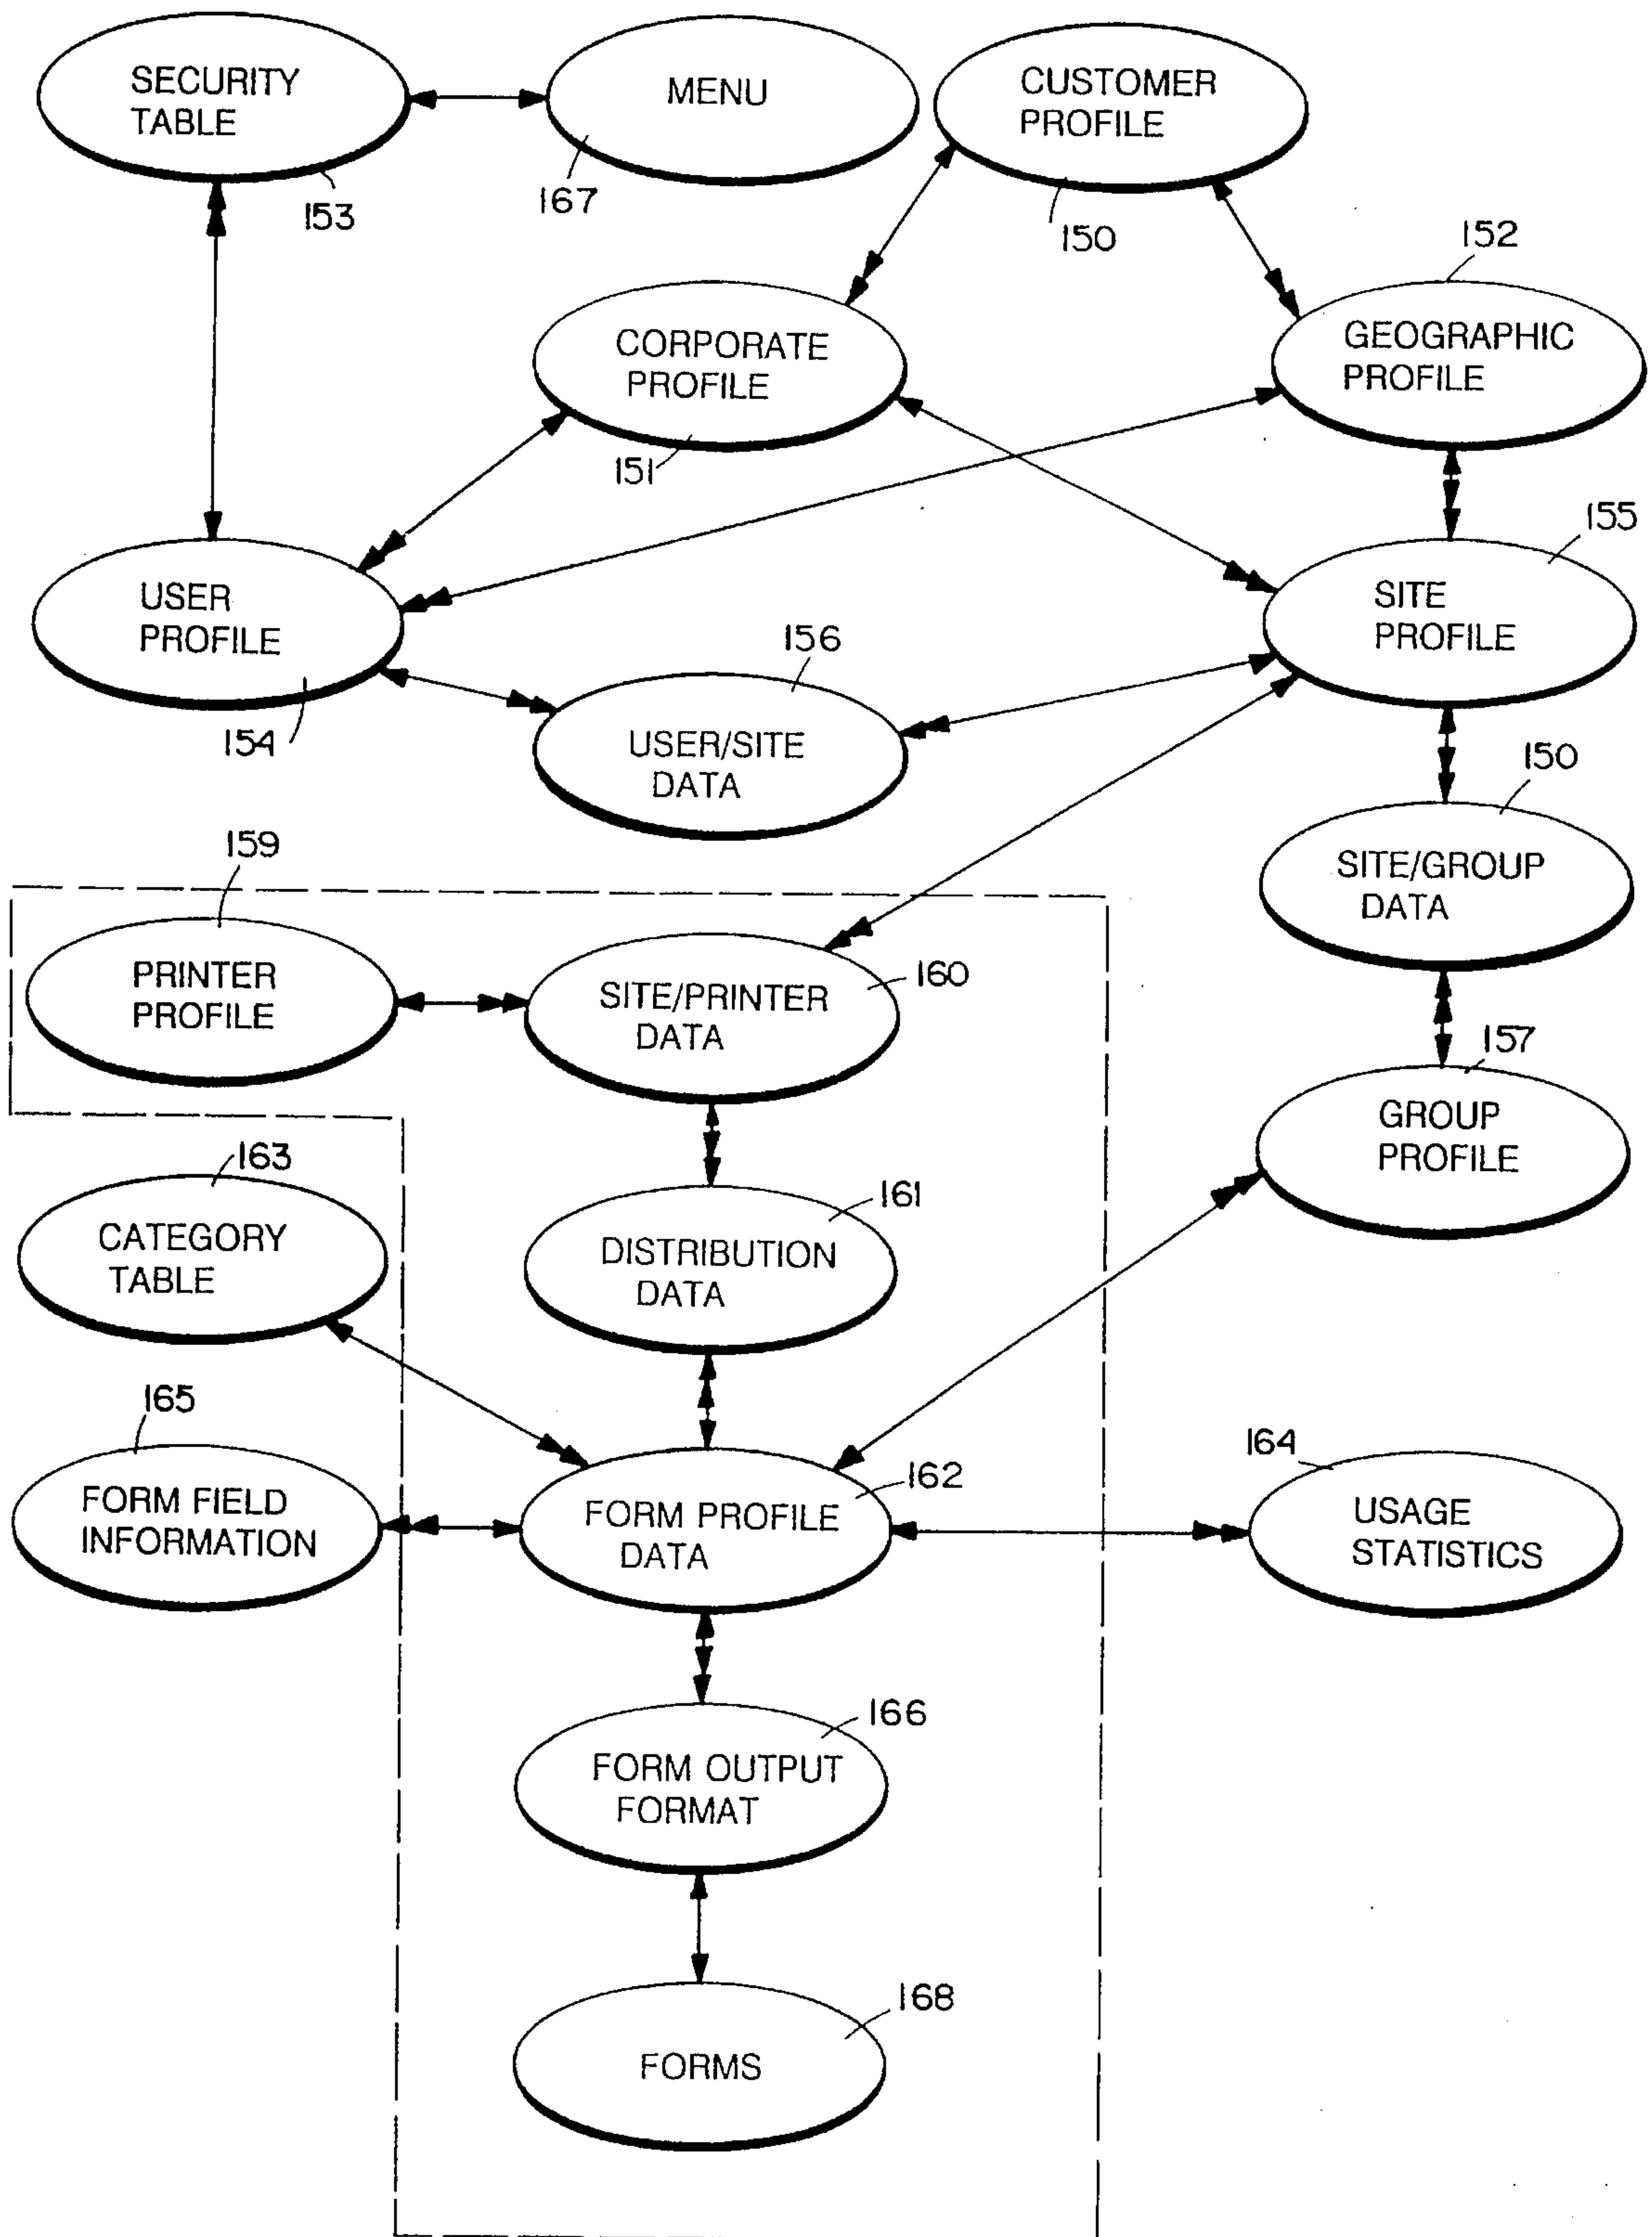 SECURITY
TABLE
153
MENU
167
CUSTOMER
PROFILE
150
152
CORPORATE
PROFILE
151
GEOGRAPHIC
PROFILE
155
USER
PROFILE
154
SITE
PROFILE
156
USER/SITE
DATA
150
SITE/GROUP
DATA
159
PRINTER
PROFILE
SITE/PRINTER
DATA
160
157
GROUP
PROFILE
163
CATEGORY
TABLE
161
DISTRIBUTION
DATA
165
FORM FIELD
INFORMATION
162
FORM PROFILE
DATA
164
USAGE
STATISTICS
166
FORM OUTPUT
FORMAT
168
FORMS